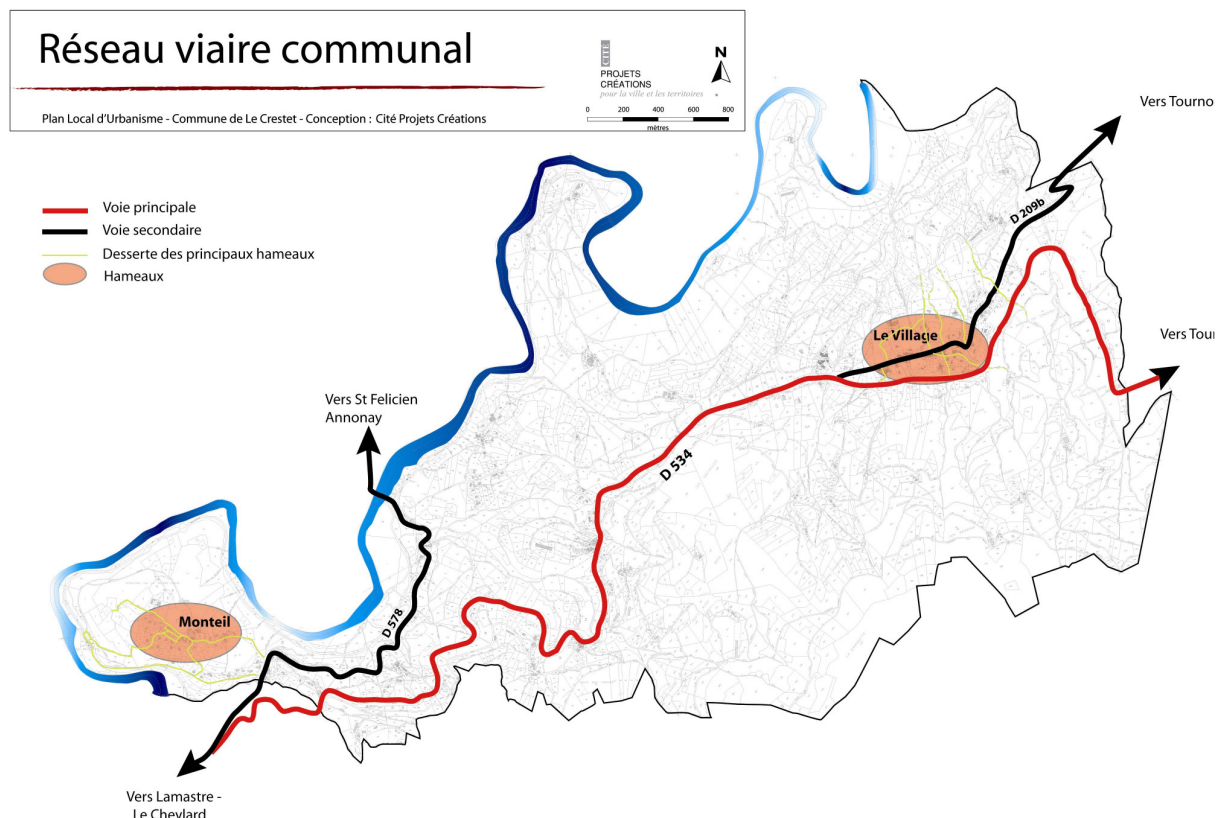 Réseau viaire communal
CITÉ
PROJETS
CRÉATIONS
pour la ville et les territoires
N
0 200 400 600 800
mètres
Plan Local d'Urbanisme - Commune de Le Crestet - Conception : Cité Projets Créations
Vers Tourno
Voie principale
Voie secondaire
Desserte des principaux hameaux
Hameaux
D 209b
Le Village
Vers Tour
Vers St Felicien
Annonay
D 534
Monteil
D 578
Vers Lamastre -
Le Cheylard